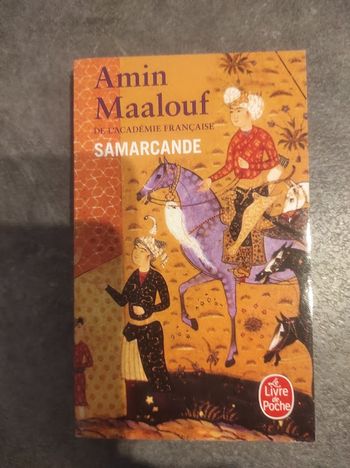 Amin
Maalouf
DE L'ACADÉMIE FRANÇAISE
SAMARCANDE
Le
Livre
de
Poche